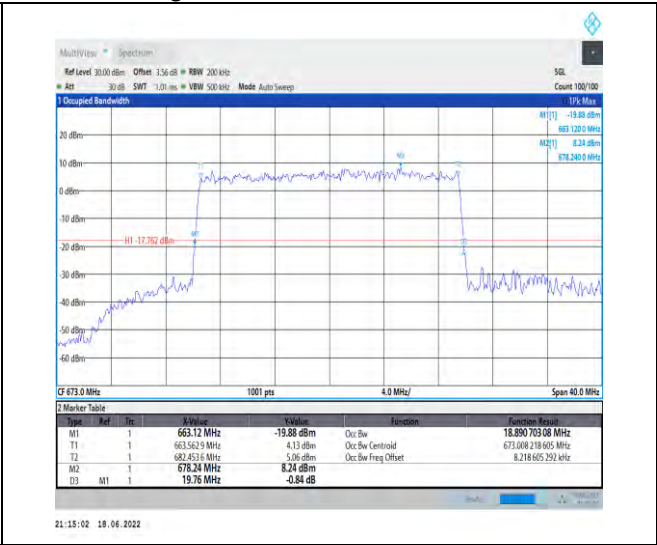 MultiView Spectrum
Ref Level 30.00 dBm Offset 3.56 dB RBW 200 kHz SGL
Att 30 dB SWT 1.01 ms VBW 500 kHz Mode Auto Sweep Count 100/100
1 Occupied Bandwidth 1Pk Max
M1[1] -19.88 dBm
663.120 0 MHz
M2[1] 8.24 dBm
678.240 0 MHz
20 dBm
10 dBm
0 dBm
-10 dBm
H1 -17.762 dBm
-20 dBm
-30 dBm
-40 dBm
-50 dBm
-60 dBm
T1
M2
M1
CF 673.0 MHz 1001 pts 4.0 MHz/ Span 40.0 MHz
2 Marker Table
Type Ref Trc X-Value Y-Value Function Function Result
M1 1 663.12 MHz -19.88 dBm Occ Bw 18.890 703 08 MHz
T1 1 663.562 9 MHz 4.13 dBm Occ Bw Centroid 673.008 218 605 MHz
T2 1 682.453 6 MHz 5.06 dBm Occ Bw Freq Offset 8.218 605 292 kHz
M2 1 678.24 MHz 8.24 dBm
D3 M1 1 19.76 MHz -0.84 dB
21:15:02 18.06.2022